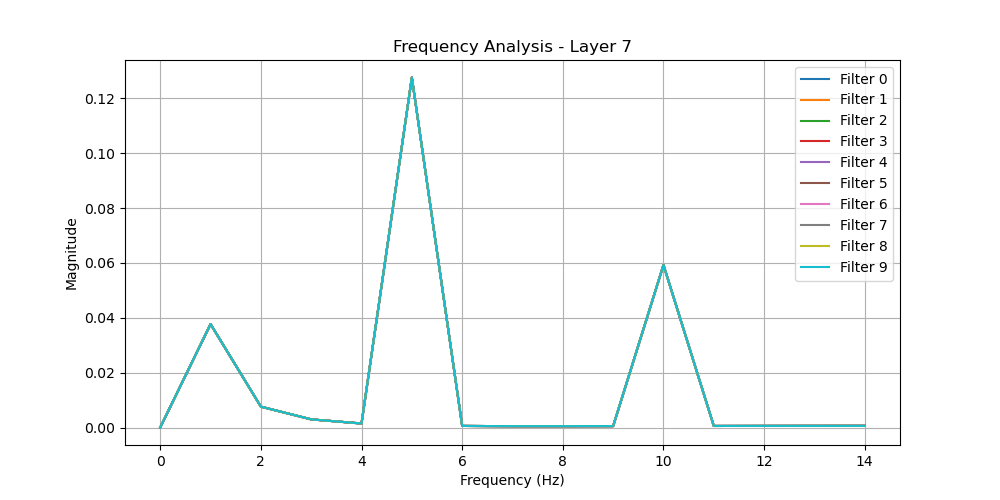 Frequency Analysis - Layer 7
Magnitude
0.12
0.10
0.08
0.06
0.04
0.02
0.00
Filter 0
Filter 1
Filter 2
Filter 3
Filter 4
Filter 5
Filter 6
Filter 7
Filter 8
Filter 9
0 2 4 6 8 10 12 14
Frequency (Hz)